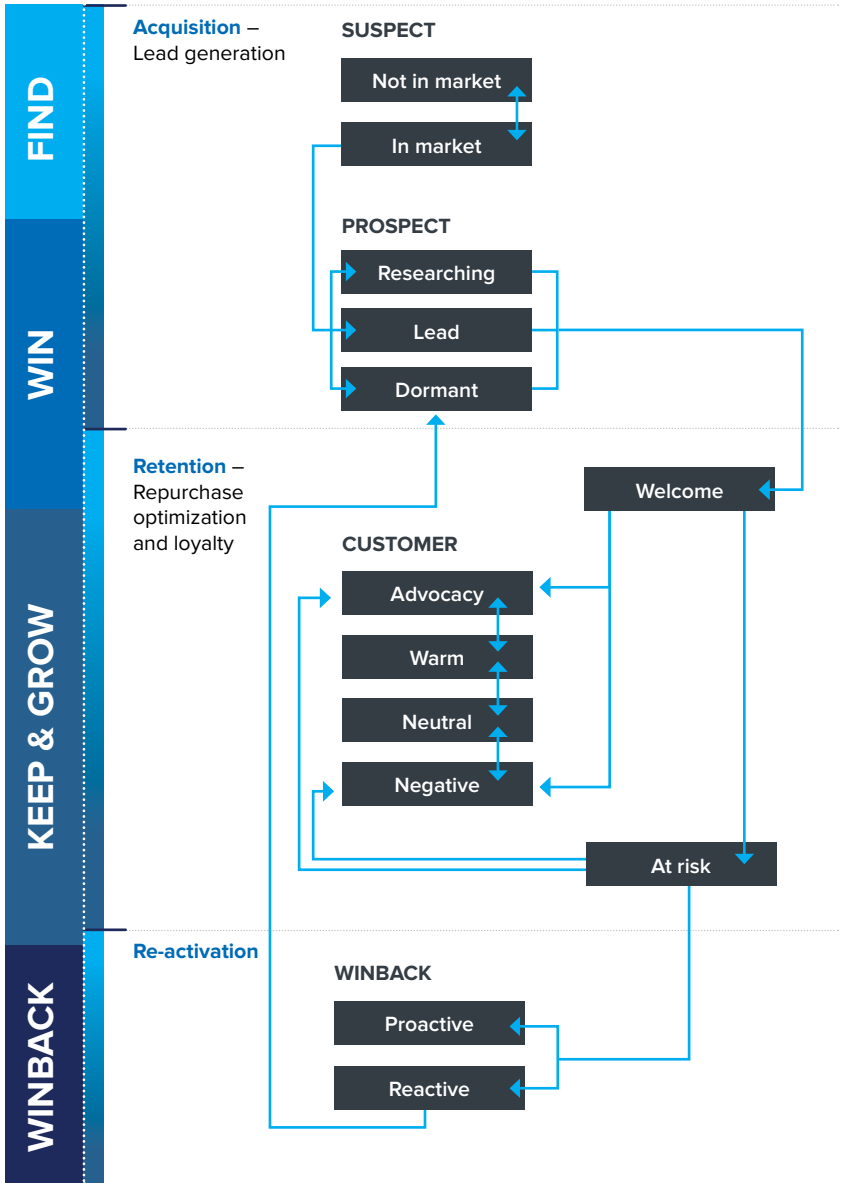 FIND
WIN
KEEP & GROW
WINBACK
Acquisition –
Lead generation
SUSPECT
Not in market
In market
PROSPECT
Researching
Lead
Dormant
Retention –
Repurchase
optimization
and loyalty
Welcome
CUSTOMER
Advocacy
Warm
Neutral
Negative
At risk
Re-activation
WINBACK
Proactive
Reactive